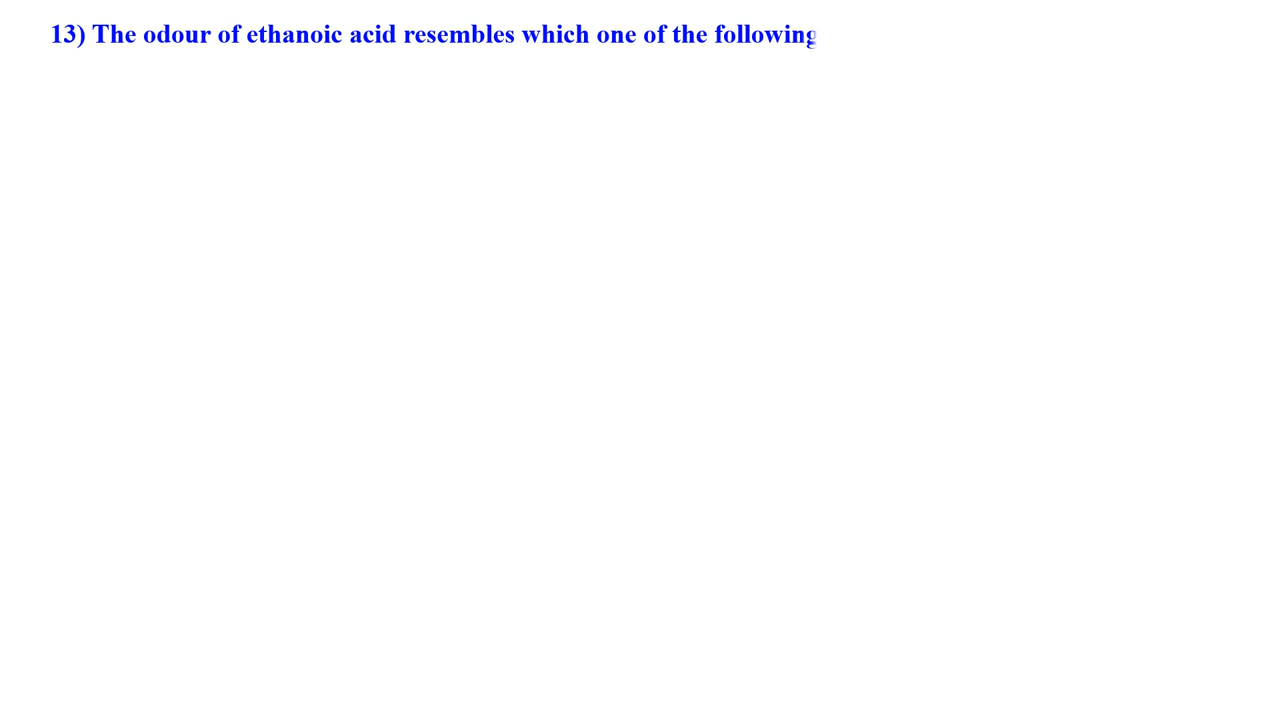 13) The odour of ethanoic acid resembles which one of the following